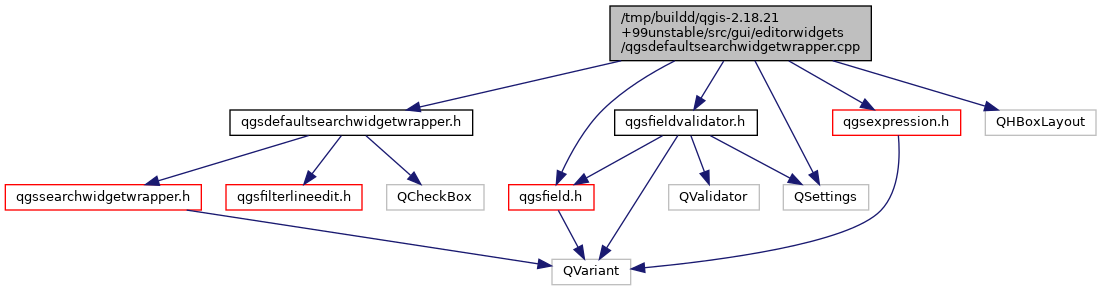 /tmp/buildd/qgis-2.18.21
+99unstable/src/gui/editorwidgets
/qgsdefaultsearchwidgetwrapper.cpp
qgsdefaultsearchwidgetwrapper.h
qgsfieldvalidator.h
qgsexpression.h
QHBoxLayout
qgssearchwidgetwrapper.h
qgsfilterlineedit.h
QCheckBox
qgsfield.h
QValidator
QSettings
QVariant